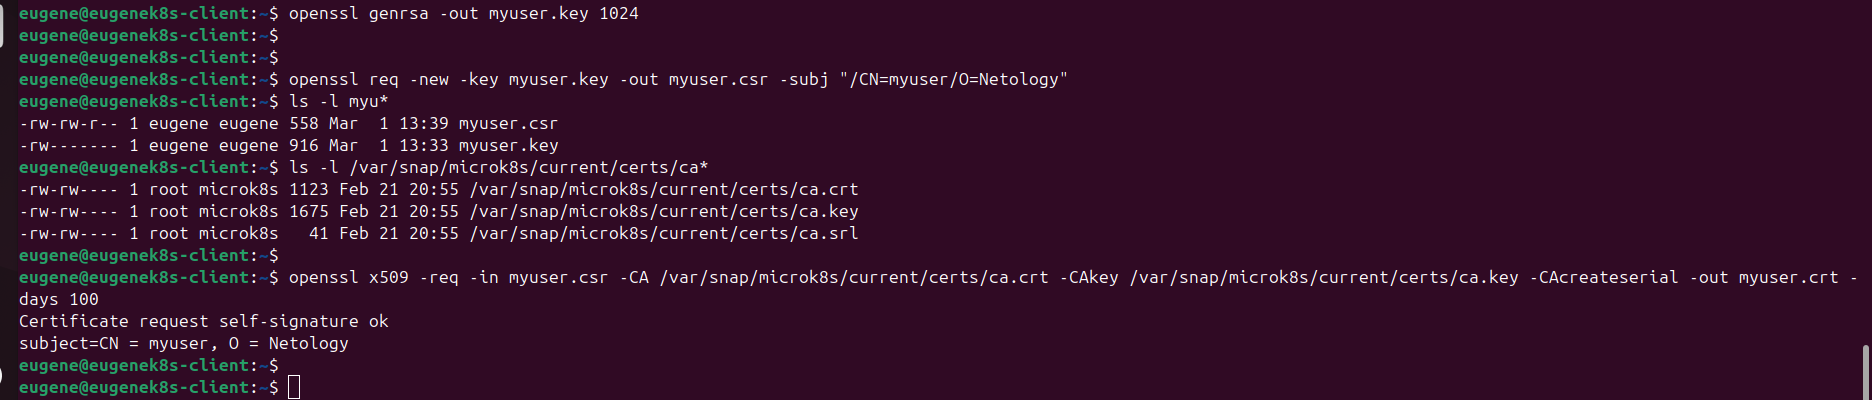 eugene@eugenek8s-client:~$ openssl genrsa -out myuser.key 1024
eugene@eugenek8s-client:~$
eugene@eugenek8s-client:~$
eugene@eugenek8s-client:~$ openssl req -new -key myuser.key -out myuser.csr -subj "/CN=myuser/O=Netology"
eugene@eugenek8s-client:~$ ls -l myu*
-rw-rw-r-- 1 eugene eugene 558 Mar  1 13:39 myuser.csr
-rw------- 1 eugene eugene 916 Mar  1 13:33 myuser.key
eugene@eugenek8s-client:~$ ls -l /var/snap/microk8s/current/certs/ca*
-rw-rw---- 1 root microk8s 1123 Feb 21 20:55 /var/snap/microk8s/current/certs/ca.crt
-rw-rw---- 1 root microk8s 1675 Feb 21 20:55 /var/snap/microk8s/current/certs/ca.key
-rw-rw---- 1 root microk8s   41 Feb 21 20:55 /var/snap/microk8s/current/certs/ca.srl
eugene@eugenek8s-client:~$
eugene@eugenek8s-client:~$ openssl x509 -req -in myuser.csr -CA /var/snap/microk8s/current/certs/ca.crt -CAkey /var/snap/microk8s/current/certs/ca.key -CAcreateserial -out myuser.crt -
days 100
Certificate request self-signature ok
subject=CN = myuser, O = Netology
eugene@eugenek8s-client:~$
eugene@eugenek8s-client:~$